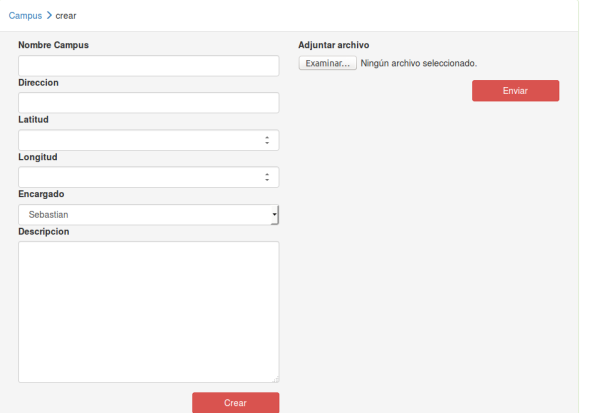 Campus > crear
Nombre Campus
Direccion
Latitud
Longitud
Encargado
Sebastian
Descripcion
Crear
Adjuntar archivo
Examinar... Ningún archivo seleccionado.
Enviar